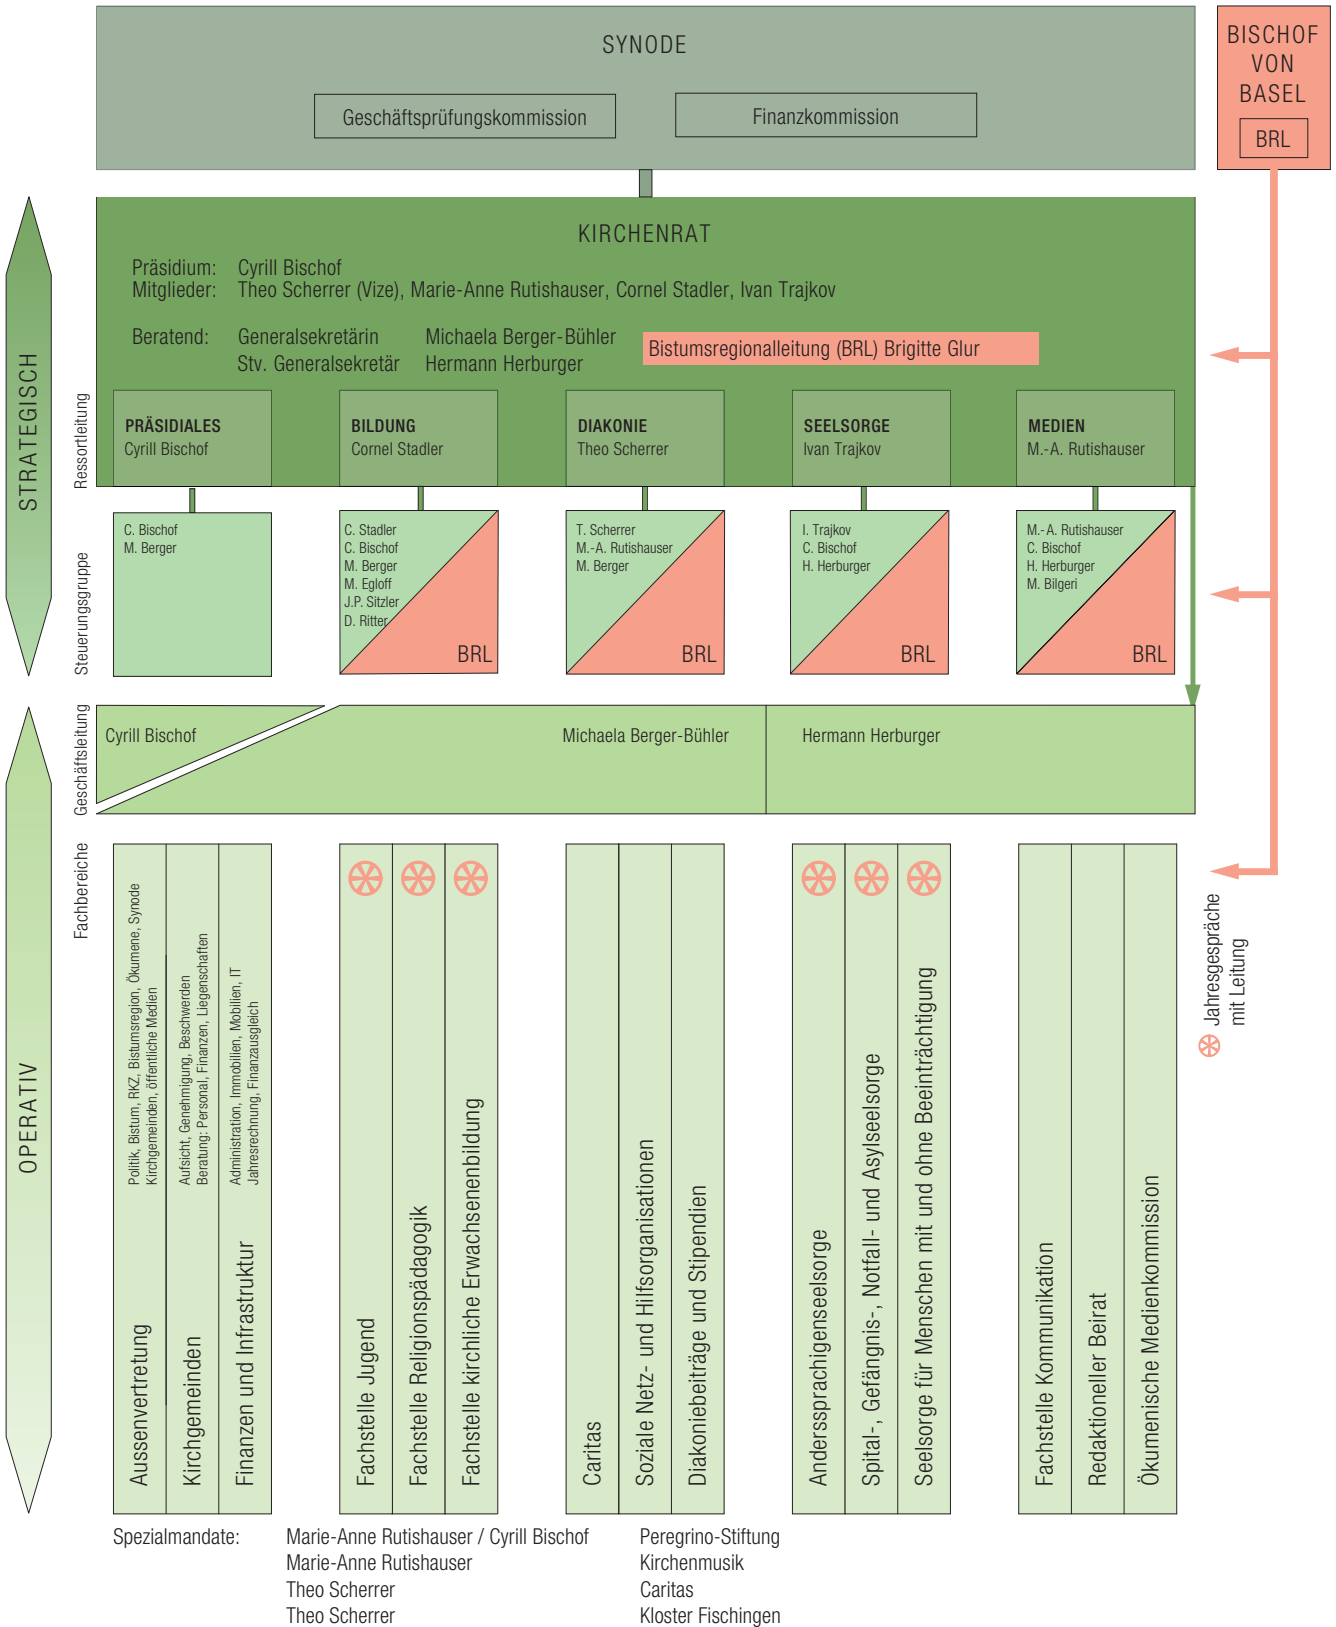 SYNODE
Geschäftsprüfungskommission
Finanzkommission
BISCHOF
VON
BASEL
BRL
STRATEGISCH
KIRCHENRAT
Präsidium: Cyrill Bischof
Mitglieder: Theo Scherrer (Vize), Marie-Anne Rutishauser, Cornel Stadler, Ivan Trajkov
Beratend: Generalsekretärin Michaela Berger-Bühler
Stv. Generalsekretär Hermann Herburger
Bistumsregionalleitung (BRL) Brigitte Glur
Ressortleitung
PRÄSIDIALES
Cyrill Bischof
BILDUNG
Cornel Stadler
DIAKONIE
Theo Scherrer
SEELSORGE
Ivan Trajkov
MEDIEN
M.-A. Rutishauser
Steuerungsgruppe
C. Bischof
M. Berger
C. Stadler
C. Bischof
M. Berger
M. Egloff
J.P. Sitzler
D. Ritter
BRL
T. Scherrer
M.-A. Rutishauser
M. Berger
BRL
I. Trajkov
C. Bischof
H. Herburger
BRL
M.-A. Rutishauser
C. Bischof
H. Herburger
M. Bilgeri
BRL
OPERATIV
Geschäftsleitung
Cyrill Bischof
Michaela Berger-Bühler
Hermann Herburger
Fachbereiche
Aussenvertretung
Politik, Bistum, RKZ, Bistumsregion, Ökumene, Synode
Kirchgemeinden, öffentliche Medien
Kirchgemeinden
Aufsicht, Genehmigung, Beschwerden
Beratung: Personal, Finanzen, Liegenschaften
Finanzen und Infrastruktur
Administration, Immobilien, Mobilien, IT
Jahresrechnung, Finanzausgleich
Fachstelle Jugend
Fachstelle Religionspädagogik
Fachstelle kirchliche Erwachsenenbildung
Caritas
Soziale Netz- und Hilfsorganisationen
Diakoniebeiträge und Stipendien
Anderssprachigenseelsorge
Spital-, Gefängnis-, Notfall- und Asylseelsorge
Seelsorge für Menschen mit und ohne Beeinträchtigung
Fachstelle Kommunikation
Redaktioneller Beirat
Ökumenische Medienkommission
Jahresgespräche
mit Leitung
Spezialmandate: Marie-Anne Rutishauser / Cyrill Bischof Peregrino-Stiftung
Marie-Anne Rutishauser Kirchenmusik
Theo Scherrer Caritas
Theo Scherrer Kloster Fischingen